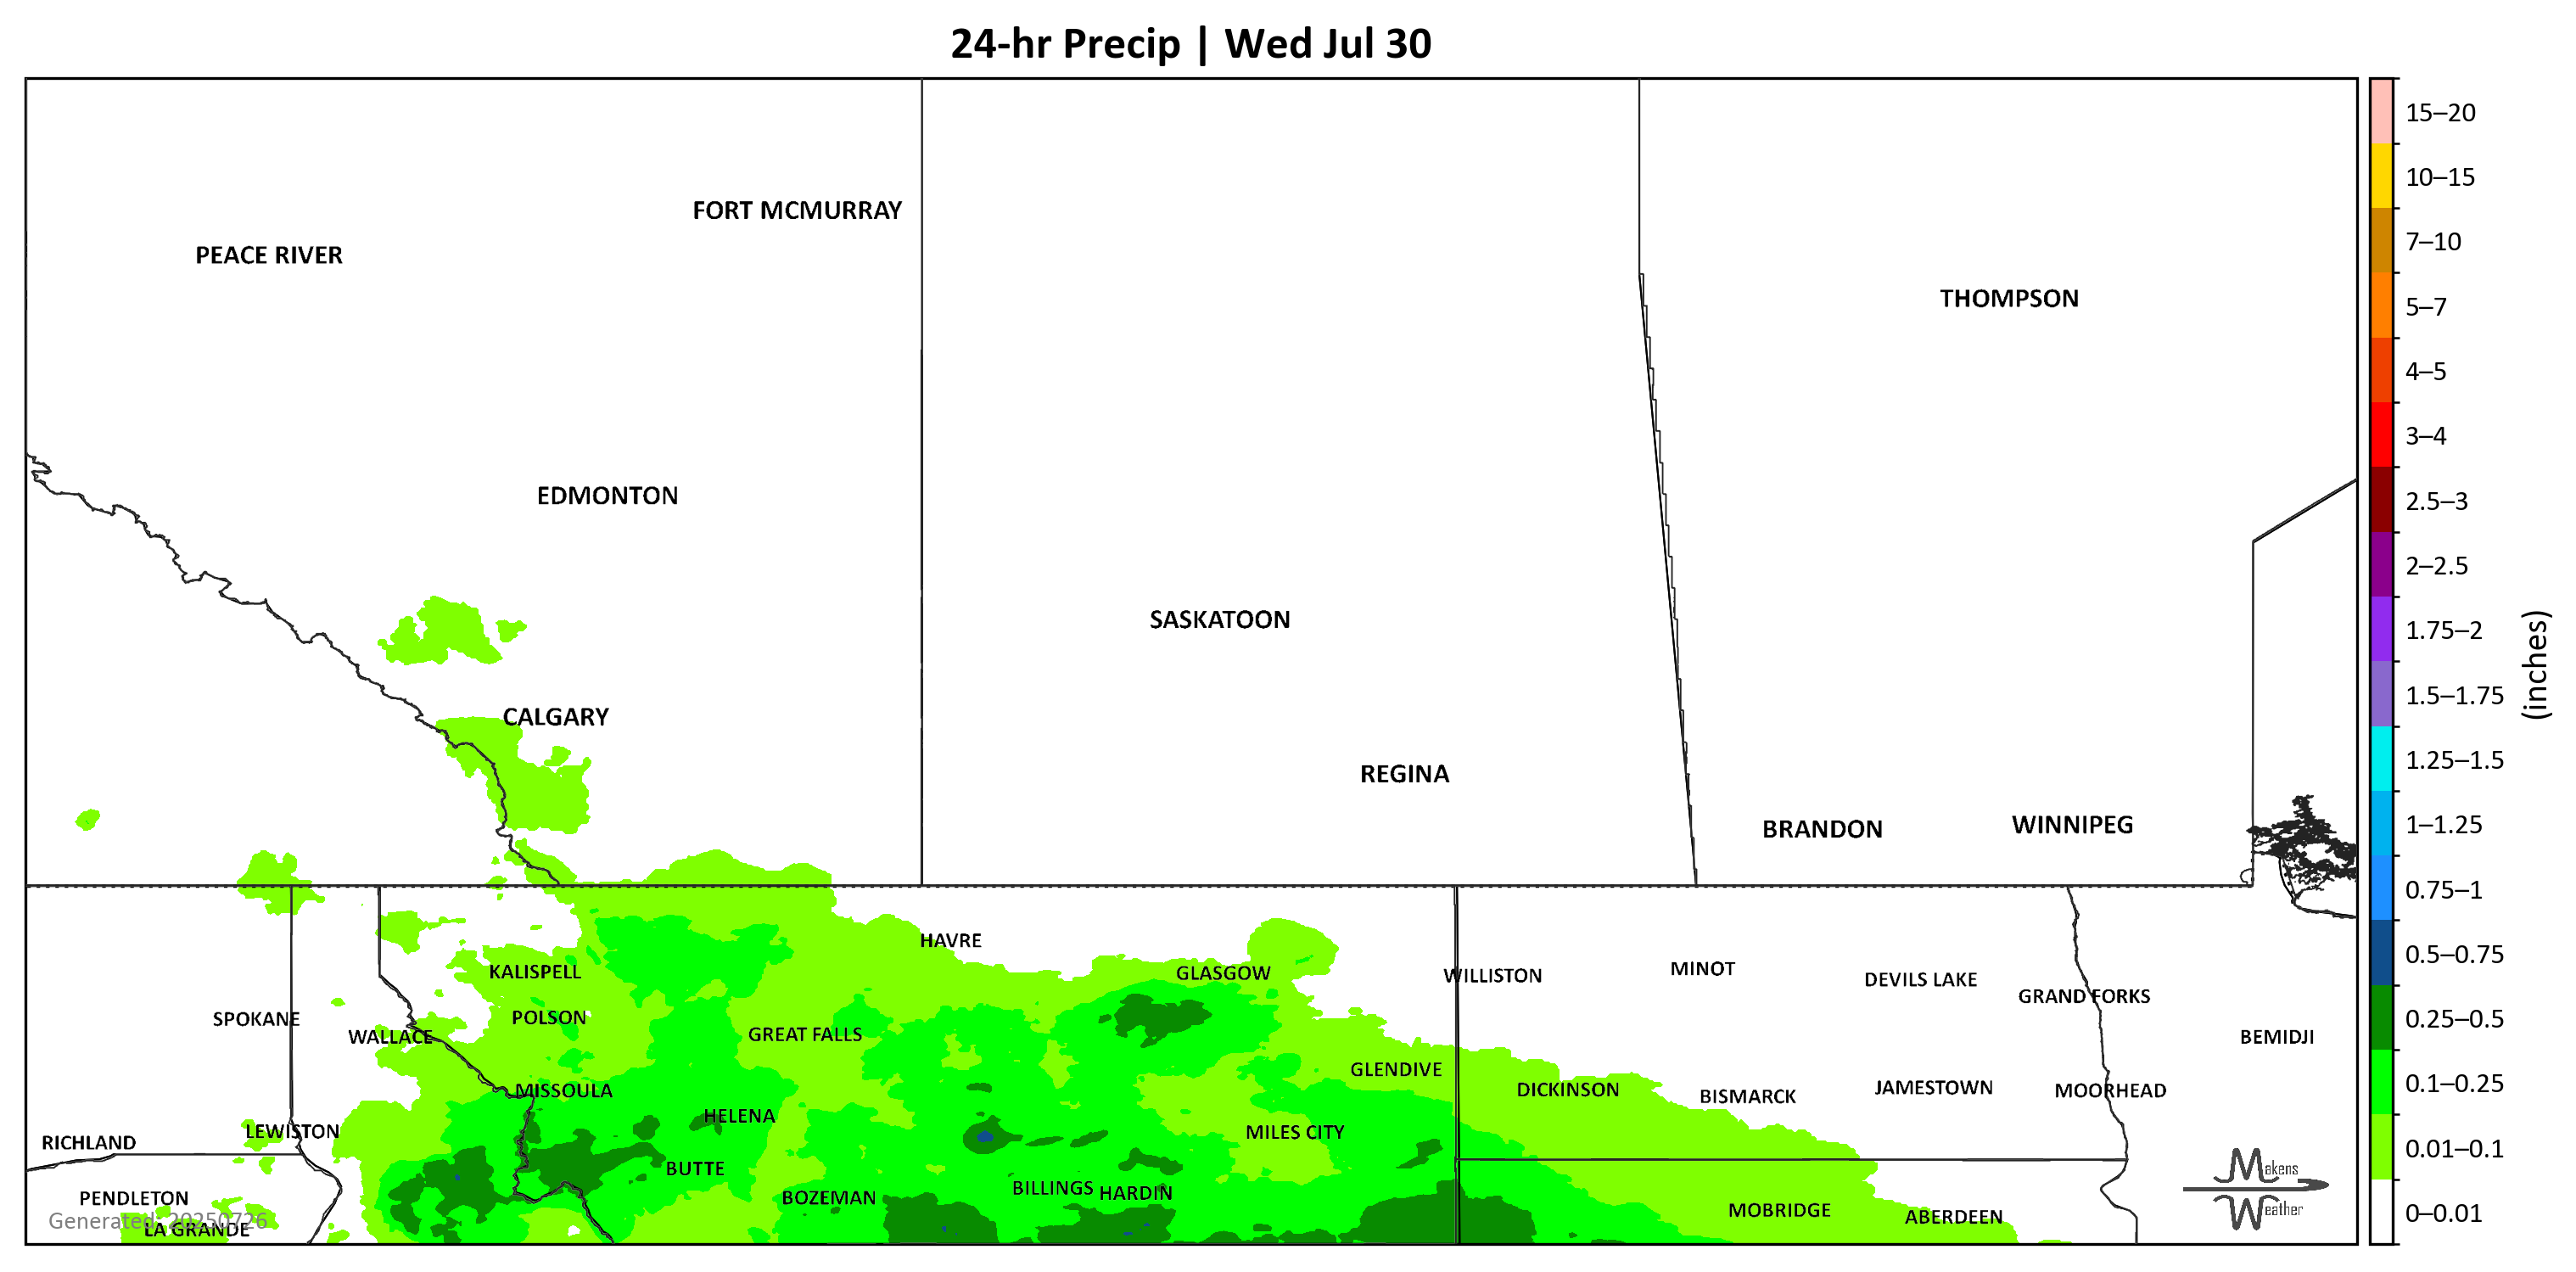 24-hr Precip | Wed Jul 30
FORT MCMURRAY
PEACE RIVER
THOMPSON
EDMONTON
SASKATOON
CALGARY
REGINA
BRANDON
WINNIPEG
HAVRE
KALISPELL
GLASGOW
WILLISTON
MINOT
DEVILS LAKE
GRAND FORKS
SPOKANE
POLSON
WALLACE
GREAT FALLS
BEMIDJI
GLENDIVE
MISSOULA
DICKINSON
BISMARCK
JAMESTOWN
MOORHEAD
HELENA
LEWISTON
MILES CITY
RICHLAND
BUTTE
PENDLETON
BOZEMAN
BILLINGS
HARDIN
MOBRIDGE
ABERDEEN
Generated: 20250726
LA GRANDE
Makens
Weather
15–20
10–15
7–10
5–7
4–5
3–4
2.5–3
2–2.5
1.75–2
1.5–1.75
1.25–1.5
1–1.25
0.75–1
0.5–0.75
0.25–0.5
0.1–0.25
0.01–0.1
0–0.01
(inches)